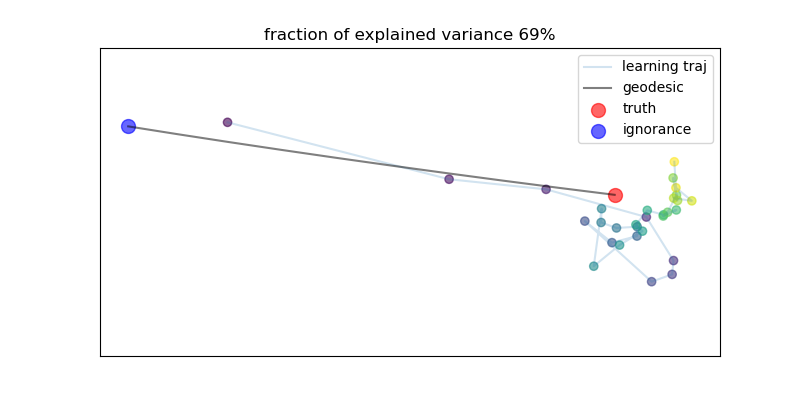 fraction of explained variance 69%
learning traj
geodesic
truth
ignorance